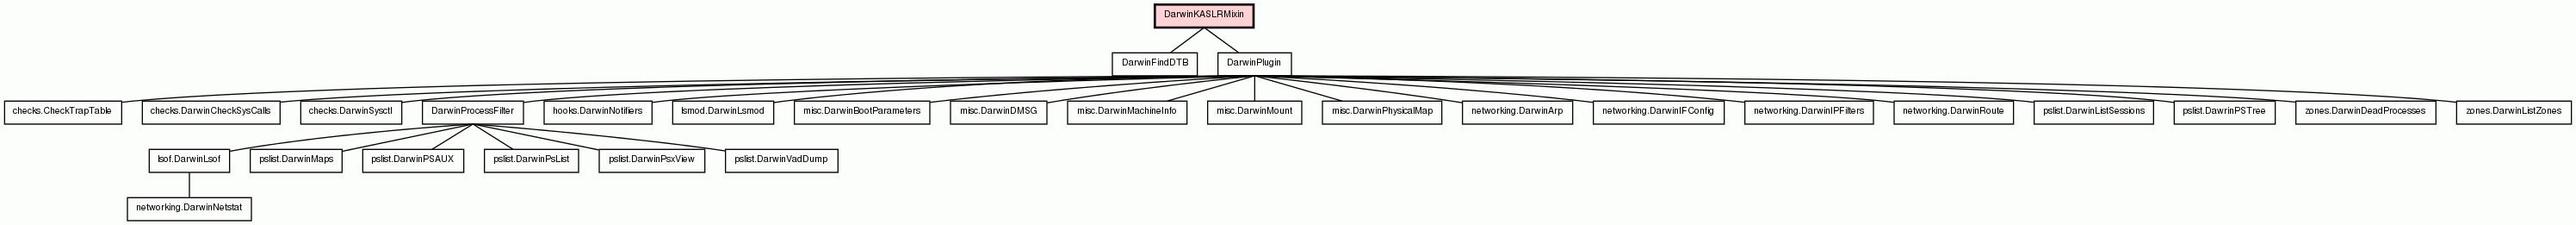 DarwinKASLRMixin
DarwinFindDTB
DarwinPlugin
checks.CheckTrapTable
checks.DarwinCheckSysCalls
checks.DarwinSysctl
DarwinProcessFilter
hooks.DarwinNotifiers
lsmod.DarwinLsmod
misc.DarwinBootParameters
misc.DarwinDMSG
misc.DarwinMachineInfo
misc.DarwinMount
misc.DarwinPhysicalMap
networking.DarwinArp
networking.DarwinIFConfig
networking.DarwinIPFilters
networking.DarwinRoute
pslist.DarwinListSessions
pslist.DawrinPSTree
zones.DarwinDeadProcesses
zones.DarwinListZones
lsof.DarwinLsof
pslist.DarwinMaps
pslist.DarwinPSAUX
pslist.DarwinPsList
pslist.DarwinPsxView
pslist.DarwinVadDump
networking.DarwinNetstat